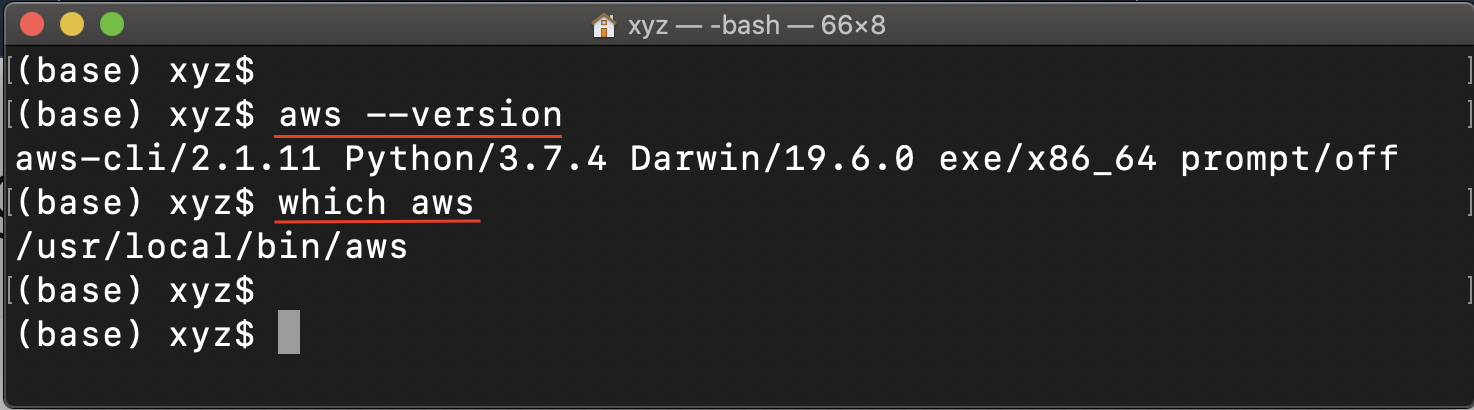 xyz — -bash — 66×8
(base) xyz$
(base) xyz$ aws --version
aws-cli/2.1.11 Python/3.7.4 Darwin/19.6.0 exe/x86_64 prompt/off
(base) xyz$ which aws
/usr/local/bin/aws
(base) xyz$
(base) xyz$